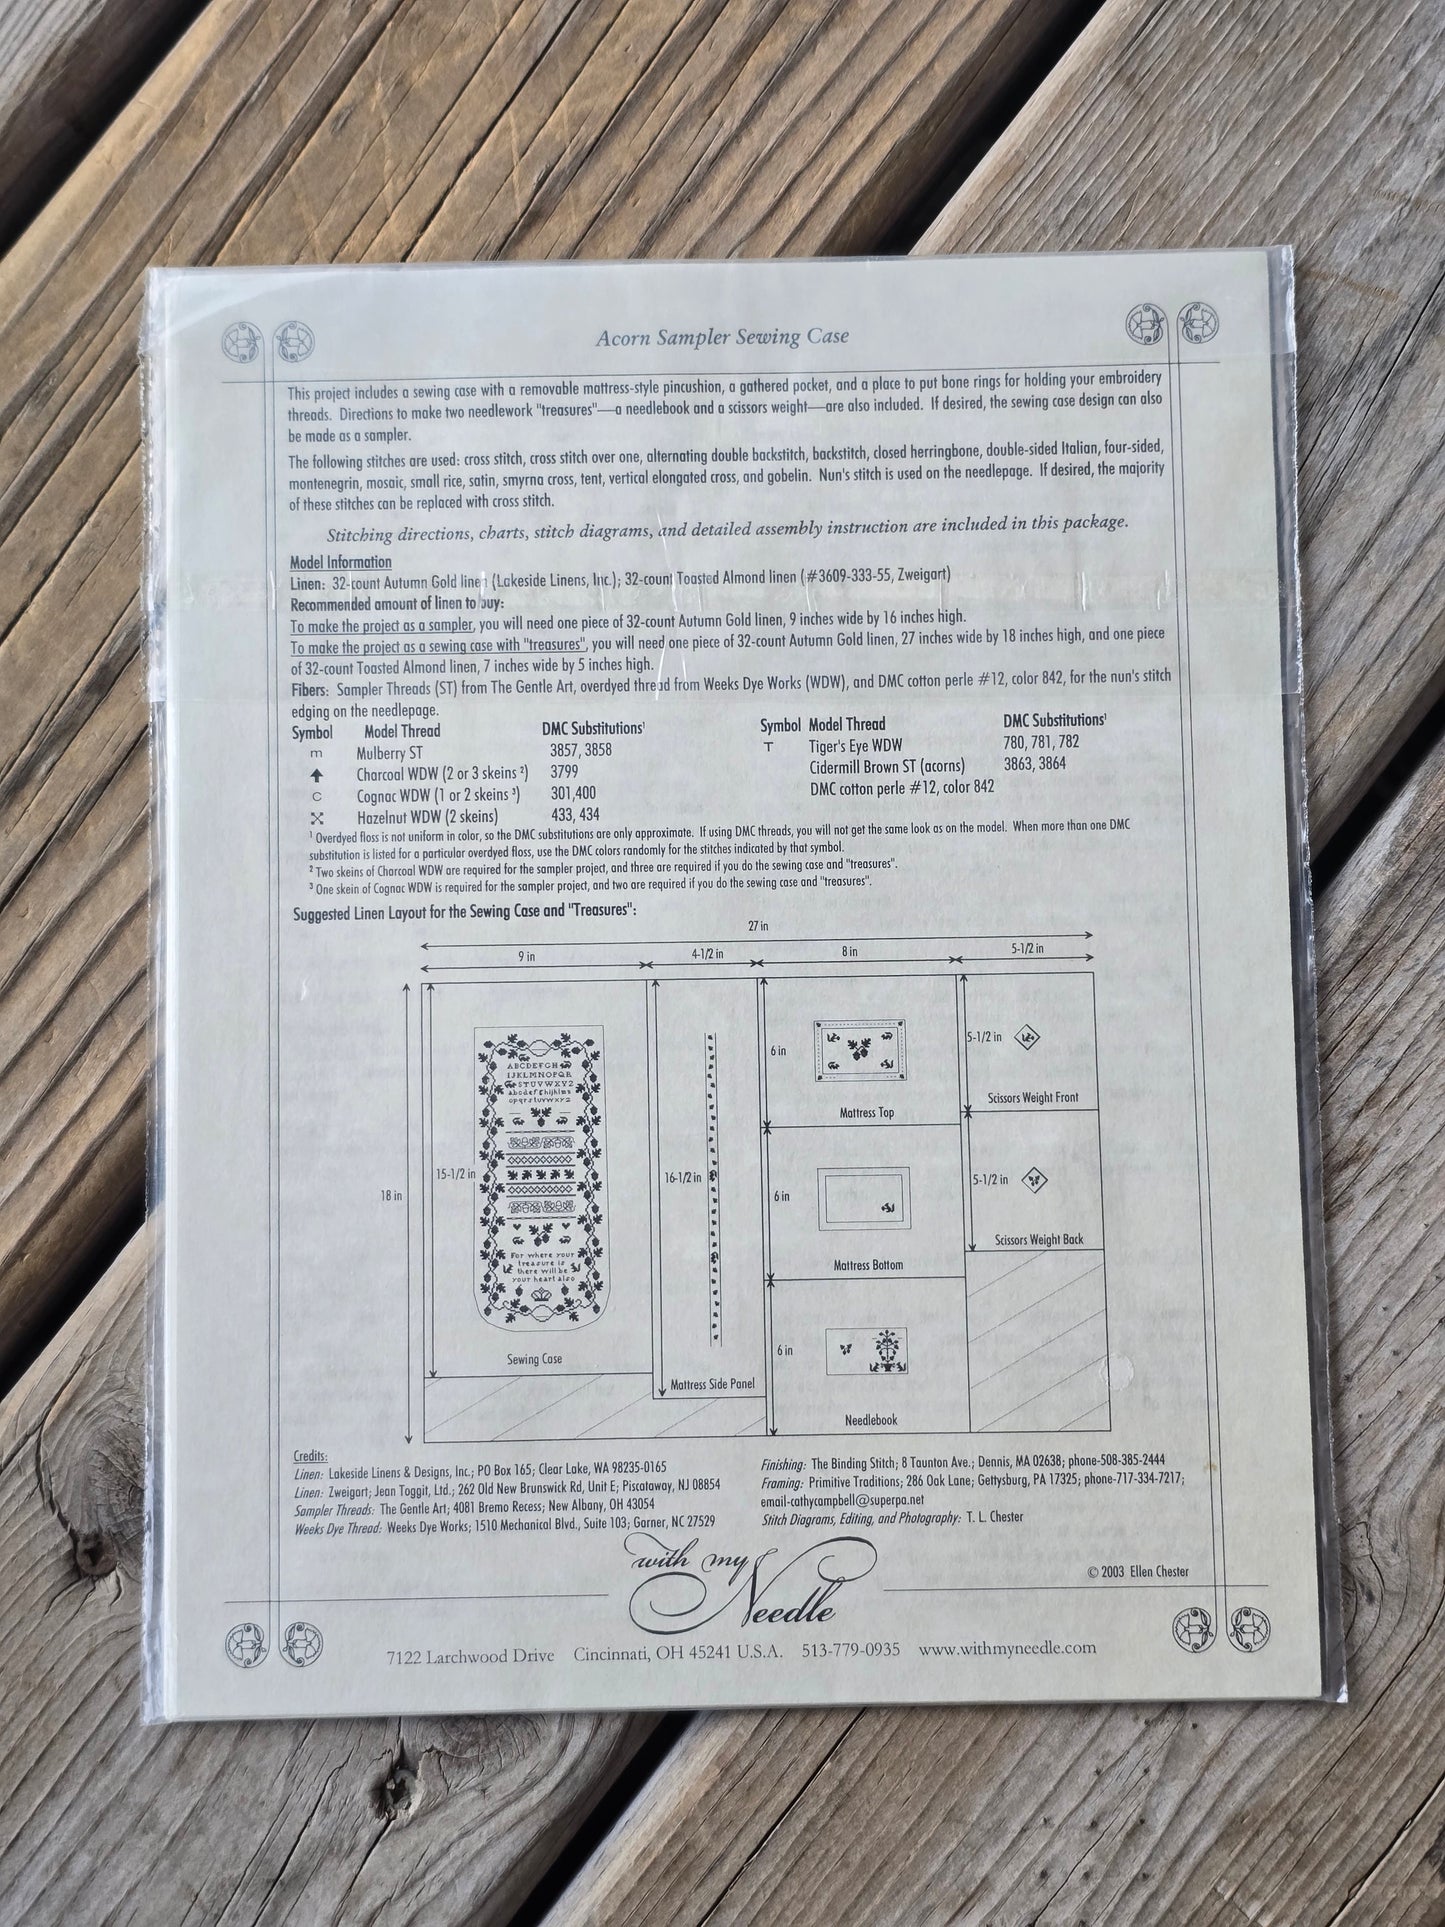 Acorn Sampler Sewing Case
This project includes a sewing case with a removable mattress-style pincushion, a gathered pocket, and a place to put bone rings for holding your embroidery
threads. Directions to make two needlework "treasures"—a needlebook and a scissors weight—are also included. If desired, the sewing case design can also
be made as a sampler.
The following stitches are used: cross stitch, cross stitch over one, alternating double backstitch, backstitch, closed herringbone, double-sided Italian, four-sided,
montenegrin, mosaic, small rice, satin, smyrna cross, tent, vertical elongated cross, and gobelin. Nun's stitch is used on the needlepage. If desired, the majority
of these stitches can be replaced with cross stitch.
Stitching directions, charts, stitch diagrams, and detailed assembly instruction are included in this package.
Model Information
Linen: 32-count Autumn Gold linen (Lakeside Linens, Inc.); 32-count Toasted Almond linen (#3609-333-55, Zweigart)
Recommended amount of linen to buy:
To make the project as a sampler, you will need one piece of 32-count Autumn Gold linen, 9 inches wide by 16 inches high.
To make the project as a sewing case with "treasures", you will need one piece of 32-count Autumn Gold linen, 27 inches wide by 18 inches high, and one piece
of 32-count Toasted Almond linen, 7 inches wide by 5 inches high.
Fibers: Sampler Threads (ST) from The Gentle Art, overdyed thread from Weeks Dye Works (WDW), and DMC cotton perle #12, color 842, for the nun's stitch
edging on the needlepage.
Symbol Model Thread DMC Substitutions¹ Symbol Model Thread DMC Substitutions¹
m Mulberry ST 3857, 3858 T Tiger's Eye WDW 780, 781, 782
Charcoal WDW (2 or 3 skeins ²) 3799 Cidermill Brown ST (acorns) 3863, 3864
C Cognac WDW (1 or 2 skeins ³) 301,400 DMC cotton perle #12, color 842
Hazelnut WDW (2 skeins) 433, 434
¹ Overdyed floss is not uniform in color, so the DMC substitutions are only approximate. If using DMC threads, you will not get the same look as on the model. When more than one DMC
substitution is listed for a particular overdyed floss, use the DMC colors randomly for the stitches indicated by that symbol.
² Two skeins of Charcoal WDW are required for the sampler project, and three are required if you do the sewing case and "treasures".
³ One skein of Cognac WDW is required for the sampler project, and two are required if you do the sewing case and "treasures".
Suggested Linen Layout for the Sewing Case and "Treasures":
27 in
9 in 4-1/2 in 8 in 5-1/2 in
18 in
15-1/2 in
ABCDEFGH
IJKLMNOPQR
STUVWXYZ
abcdefghijklmn
opqrstuvwxyz
For where your
treasure is
there will be
your heart also
Sewing Case
16-1/2 in
Mattress Side Panel
6 in
Mattress Top
6 in
Mattress Bottom
6 in
Needlebook
5-1/2 in
Scissors Weight Front
5-1/2 in
Scissors Weight Back
Credits:
Linen: Lakeside Linens & Designs, Inc.; PO Box 165; Clear Lake, WA 98235-0165
Linen: Zweigart; Jean Toggit, Ltd.; 262 Old New Brunswick Rd, Unit E; Piscataway, NJ 08854
Sampler Threads: The Gentle Art; 4081 Bremo Recess; New Albany, OH 43054
Weeks Dye Thread: Weeks Dye Works; 1510 Mechanical Blvd., Suite 103; Garner, NC 27529
Finishing: The Binding Stitch; 8 Taunton Ave.; Dennis, MA 02638; phone-508-385-2444
Framing: Primitive Traditions; 286 Oak Lane; Gettysburg, PA 17325; phone-717-334-7217;
email-cathycampbell@superpa.net
Stitch Diagrams, Editing, and Photography: T. L. Chester
with my
Needle
© 2003 Ellen Chester
7122 Larchwood Drive Cincinnati, OH 45241 U.S.A. 513-779-0935 www.withmyneedle.com